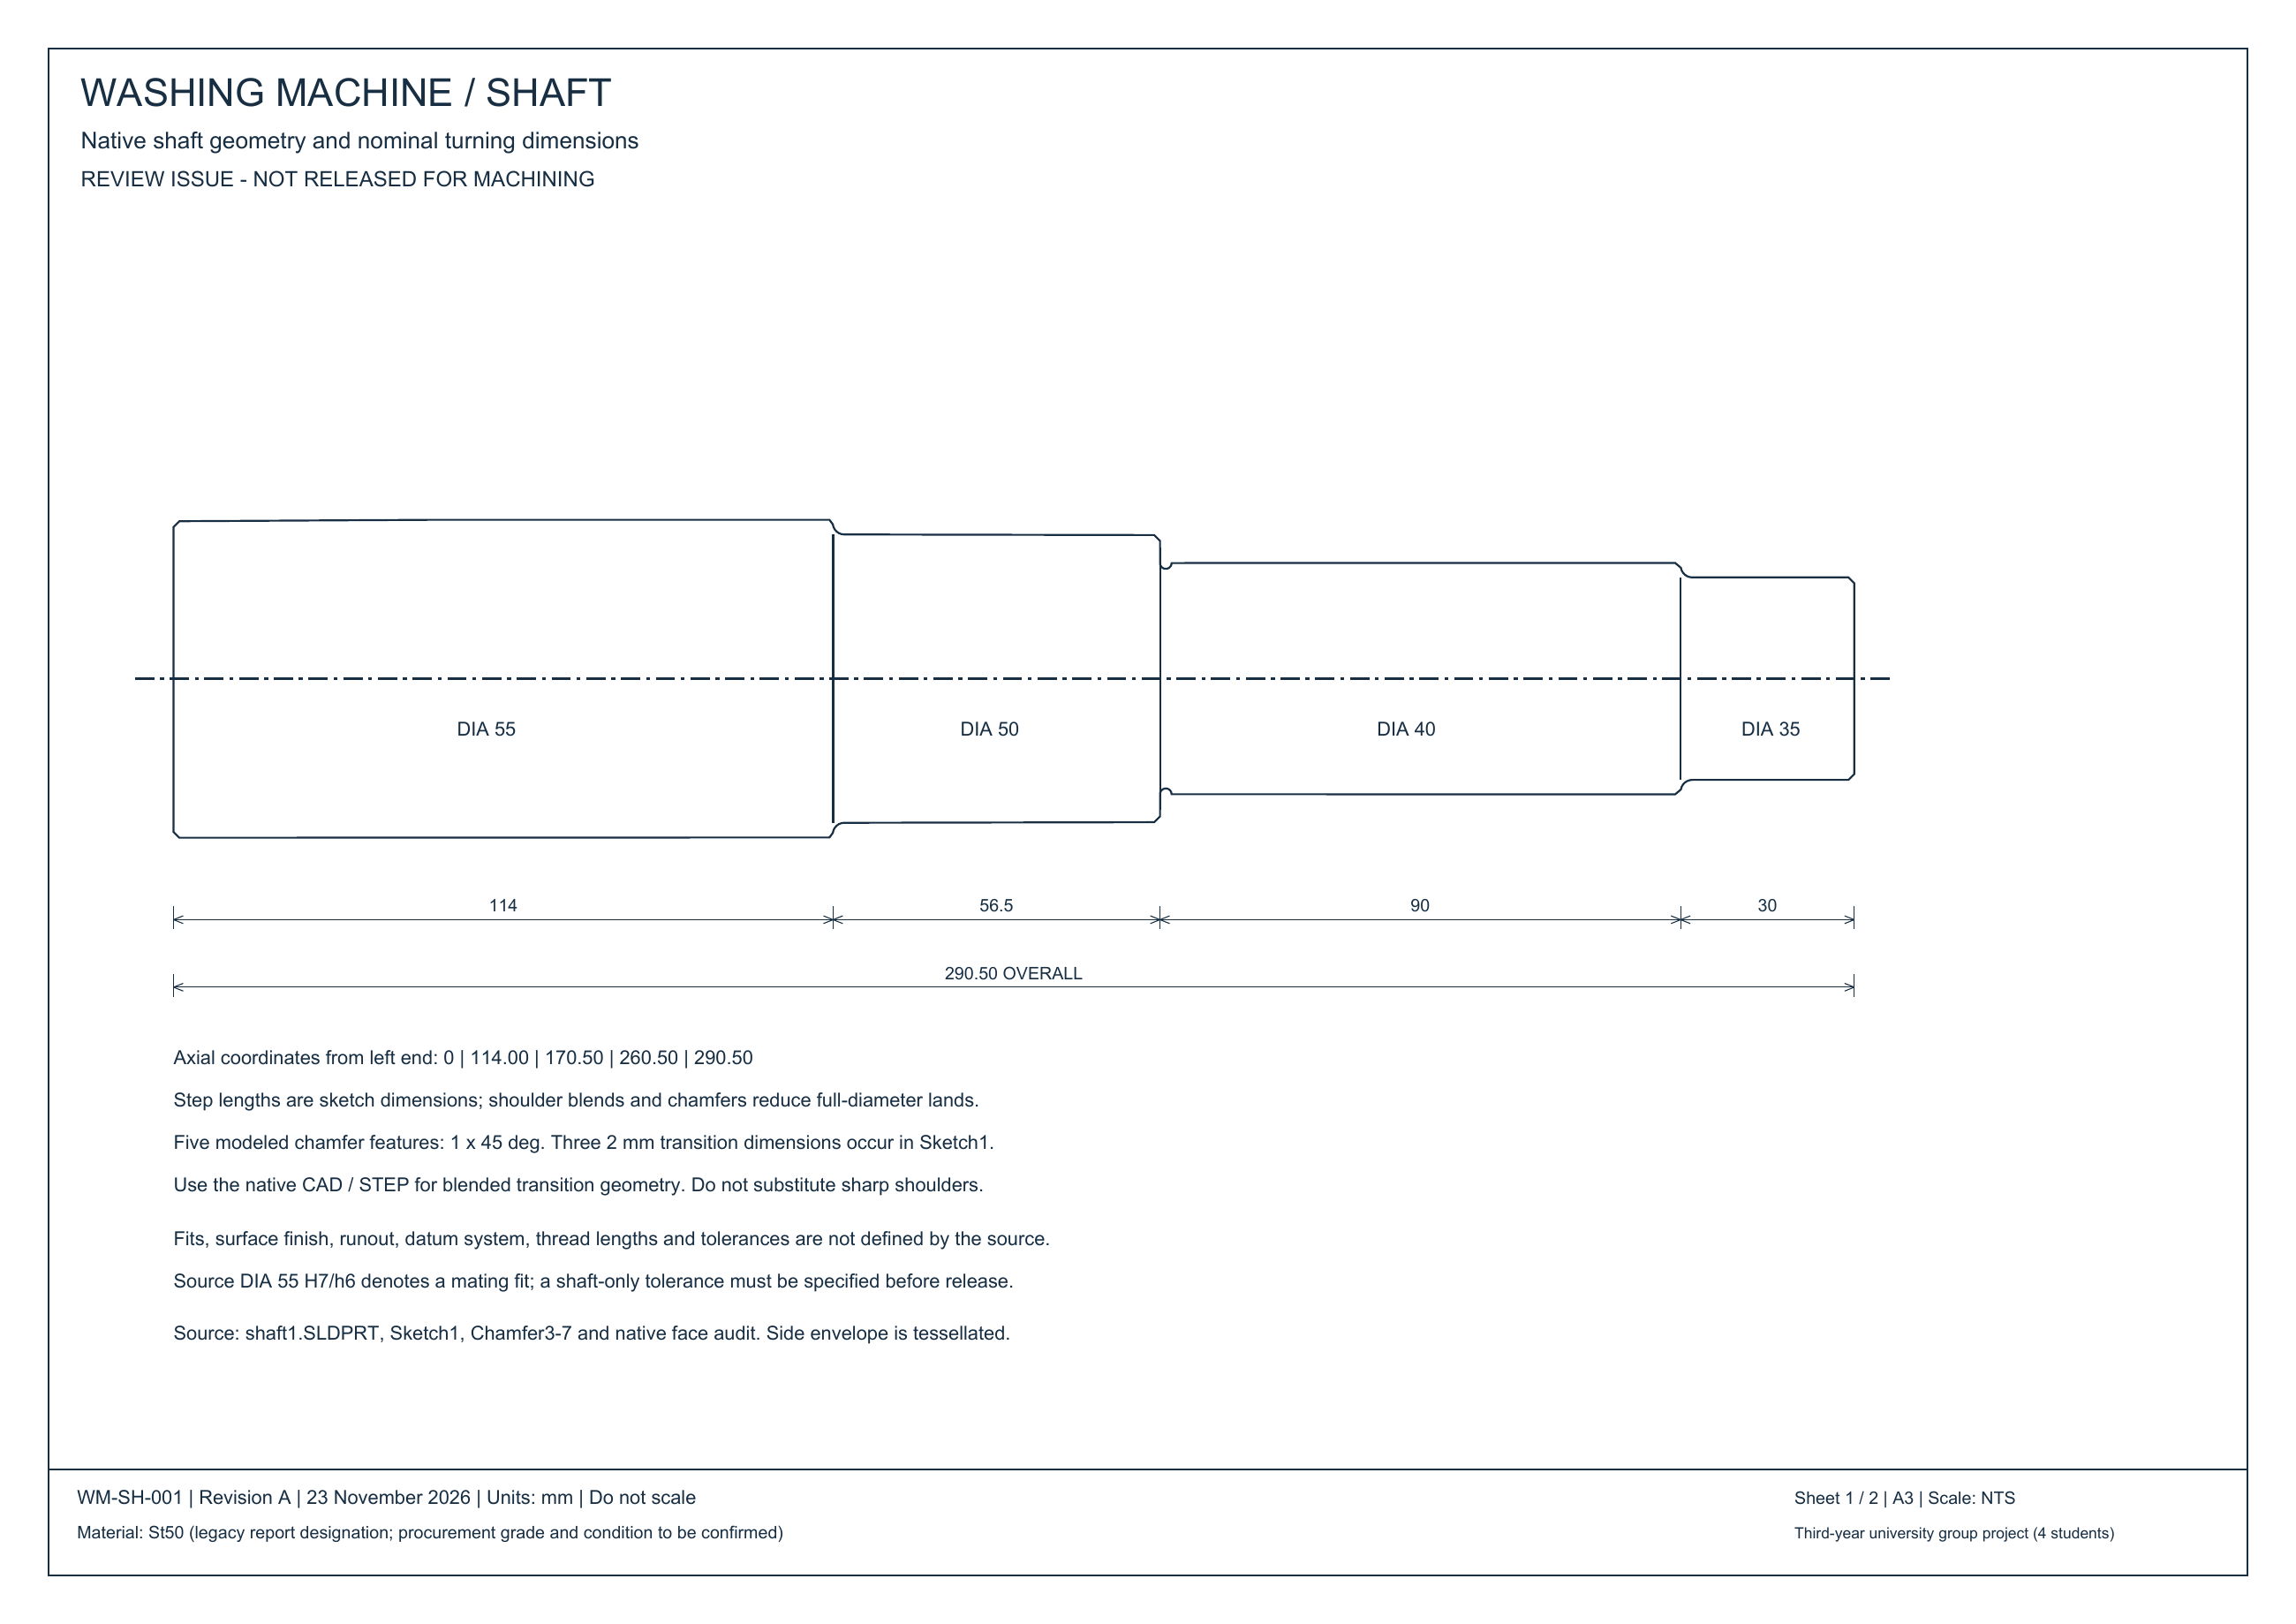 WASHING MACHINE / SHAFT
Native shaft geometry and nominal turning dimensions
REVIEW ISSUE - NOT RELEASED FOR MACHINING
DIA 55
DIA 50
DIA 40
DIA 35
114
56.5
90
30
290.50 OVERALL
Axial coordinates from left end: 0 | 114.00 | 170.50 | 260.50 | 290.50
Step lengths are sketch dimensions; shoulder blends and chamfers reduce full-diameter lands.
Five modeled chamfer features: 1 x 45 deg. Three 2 mm transition dimensions occur in Sketch1.
Use the native CAD / STEP for blended transition geometry. Do not substitute sharp shoulders.
Fits, surface finish, runout, datum system, thread lengths and tolerances are not defined by the source.
Source DIA 55 H7/h6 denotes a mating fit; a shaft-only tolerance must be specified before release.
Source: shaft1.SLDPRT, Sketch1, Chamfer3-7 and native face audit. Side envelope is tessellated.
WM-SH-001 | Revision A | 23 November 2026 | Units: mm | Do not scale
Material: St50 (legacy report designation; procurement grade and condition to be confirmed)
Sheet 1 / 2 | A3 | Scale: NTS
Third-year university group project (4 students)